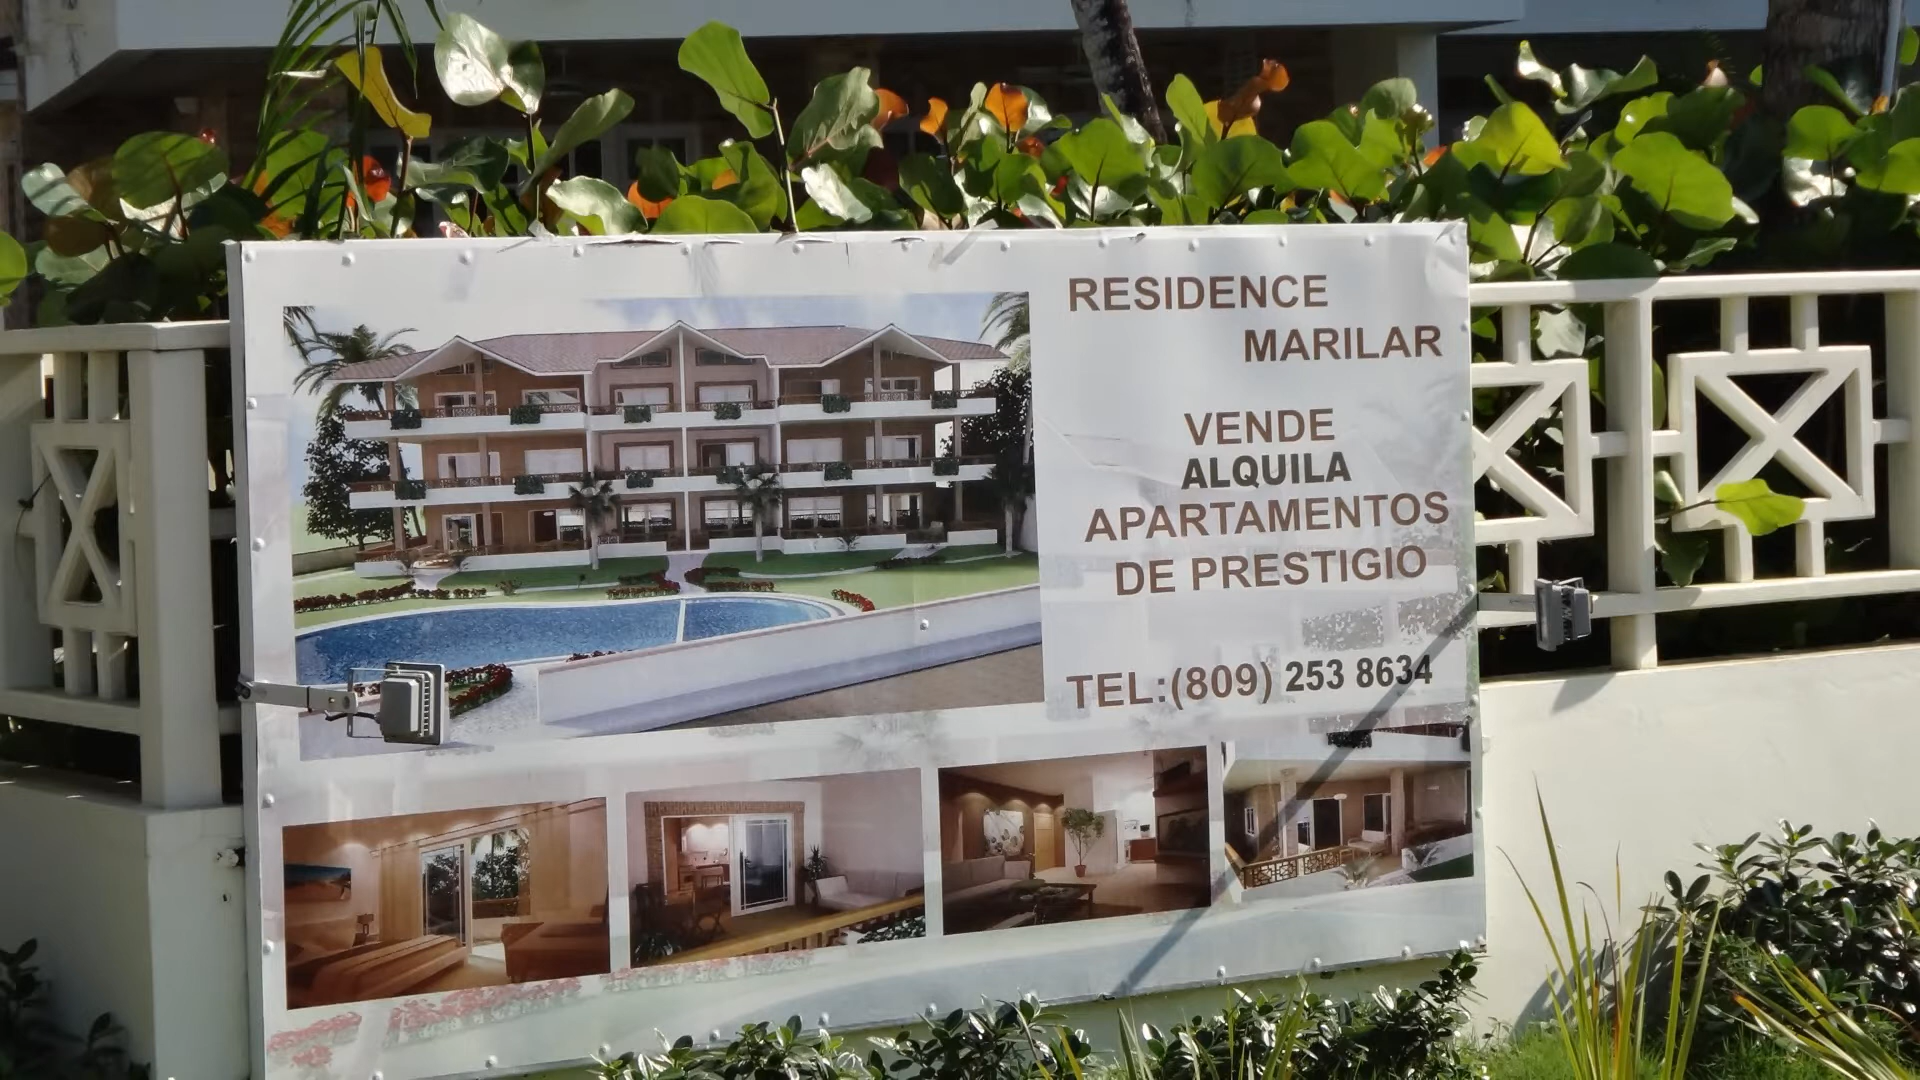 RESIDENCE
MARILAR
VENDE
ALQUILA
APARTAMENTOS
DE PRESTIGIO
TEL:(809) 253 8634